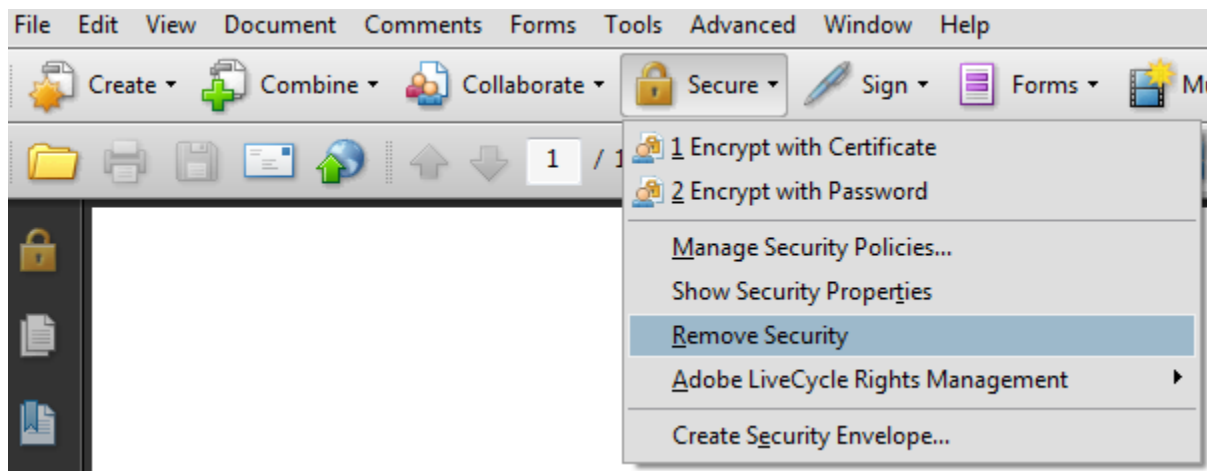 File Edit View Document Comments Forms Tools Advanced Window Help
Create Combine Collaborate Secure Sign Forms
1 / 1
1 Encrypt with Certificate
2 Encrypt with Password
Manage Security Policies...
Show Security Properties
Remove Security
Adobe LiveCycle Rights Management
Create Security Envelope...